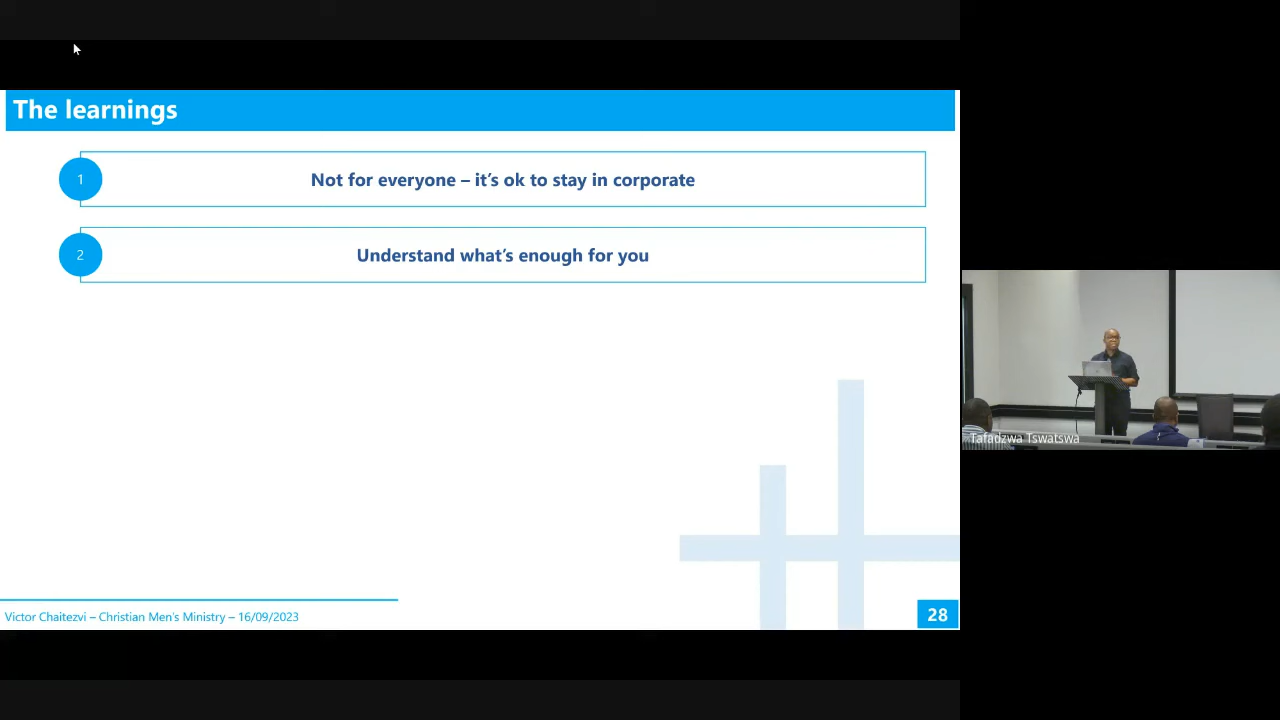 The learnings
1
Not for everyone – it's ok to stay in corporate
2
Understand what's enough for you
Victor Chaitezvi – Christian Men's Ministry – 16/09/2023
28
Tafadzwa Tswatswa